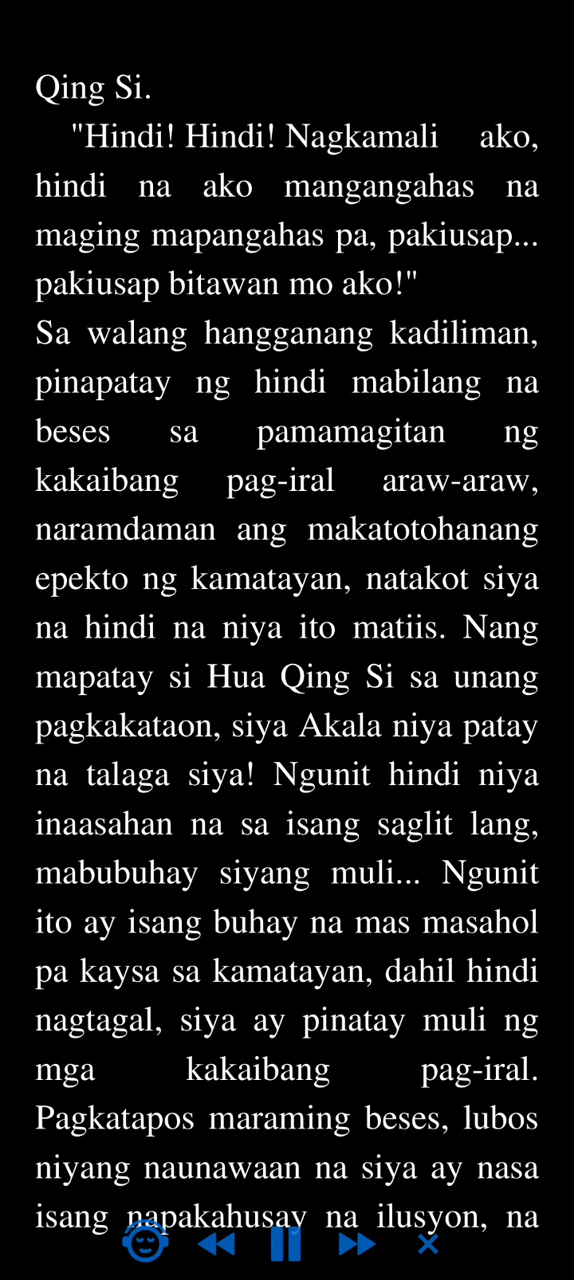 Qing Si.
"Hindi! Hindi! Nagkamali ako,
hindi na ako mangangahas na
maging mapangahas pa, pakiusap...
pakiusap bitawan mo ako!"
Sa walang hangganang kadiliman,
pinapatay ng hindi mabilang na
beses sa pamamagitan ng
kakaibang pag-iral araw-araw,
naramdaman ang makatotohanang
epekto ng kamatayan, natakot siya
na hindi na niya ito matiis. Nang
mapatay si Hua Qing Si sa unang
pagkakataon, siya Akala niya patay
na talaga siya! Ngunit hindi niya
inaasahan na sa isang saglit lang,
mabubuhay siyang muli... Ngunit
ito ay isang buhay na mas masahol
pa kaysa sa kamatayan, dahil hindi
nagtagal, siya ay pinatay muli ng
mga kakaibang pag-iral.
Pagkatapos maraming beses, lubos
niyang naunawaan na siya ay nasa
isang napakahusay na ilusyon, na